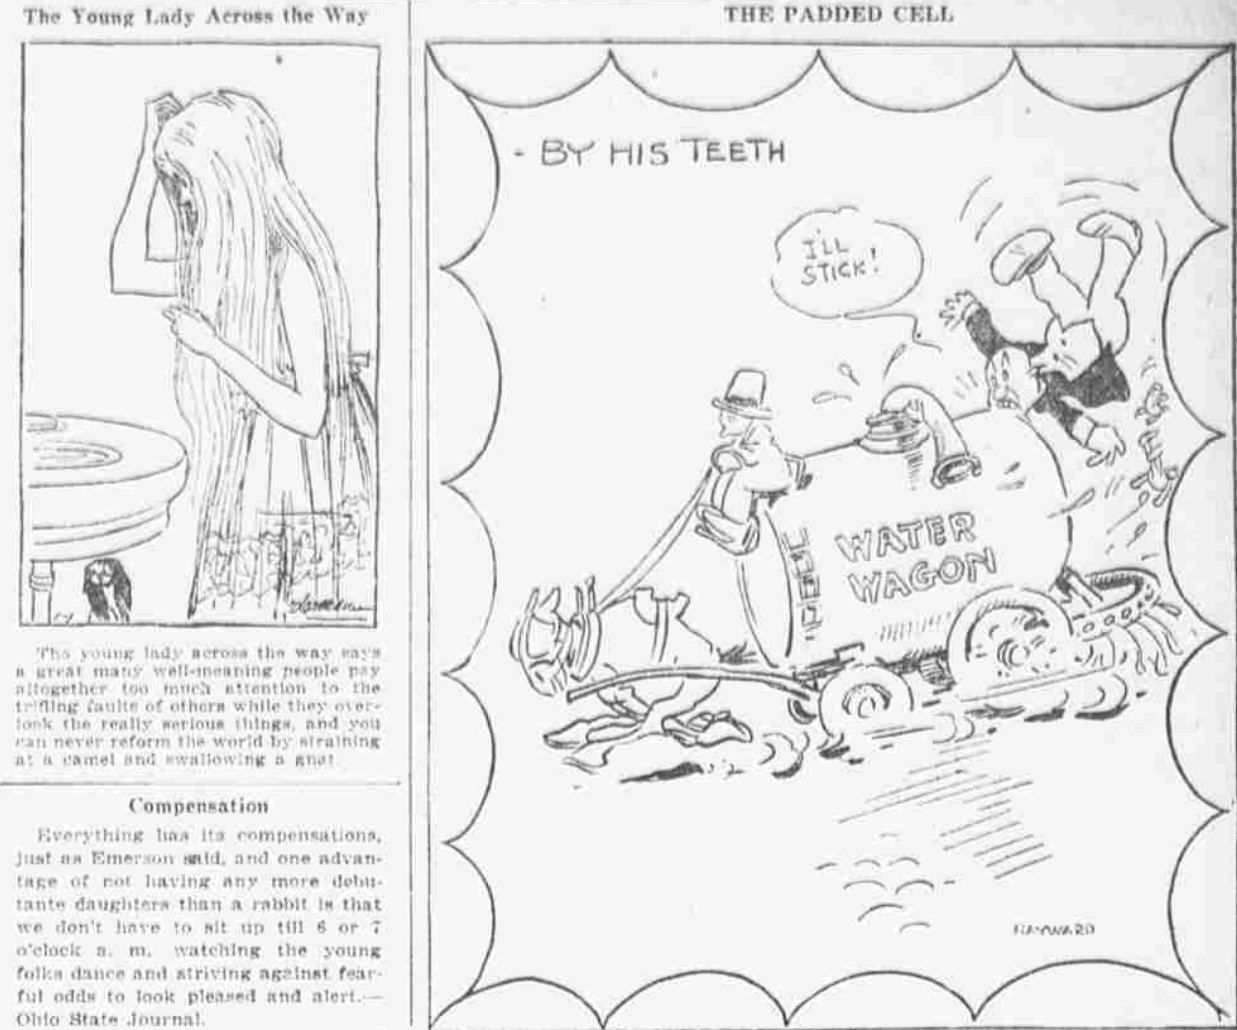 The Young Lady Across the Way
The young lady across the way says
a great many well-meaning people pay
altogether too much attention to the
trifling faults of others while they over-
look the really serious things, and you
can never reform the world by straining
at a camel and swallowing a gnat
Compensation
Everything has its compensations,
just as Emerson said, and one advan-
tage of not having any more debu-
tante daughters than a rabbit is that
we don't have to sit up till 6 or 7
o'clock a. m. watching the young
folks dance and striving against fear-
ful odds to look pleased and alert.—
Ohio State Journal.
THE PADDED CELL
- BY HIS TEETH
I'LL
STICK!
WATER
WAGON
HAYWARD